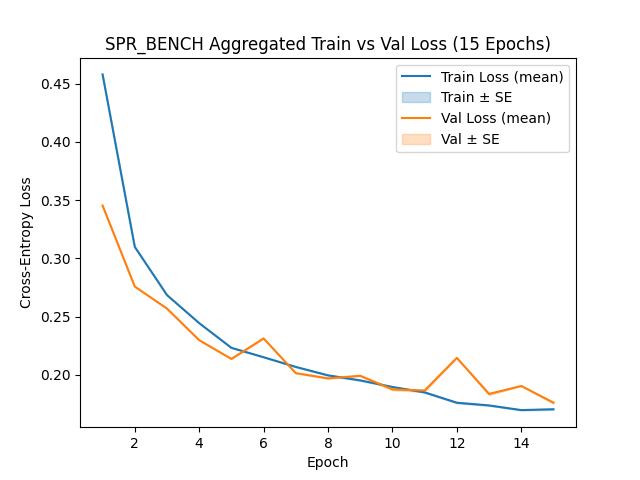 SPR_BENCH Aggregated Train vs Val Loss (15 Epochs)
Train Loss (mean)
Train ± SE
Val Loss (mean)
Val ± SE
Cross-Entropy Loss
0.45
0.40
0.35
0.30
0.25
0.20
2 4 6 8 10 12 14
Epoch